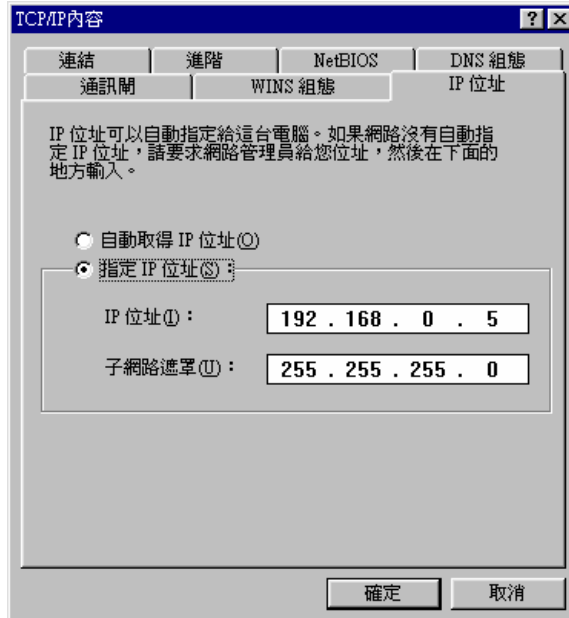 TCP/IP內容
連結
進階
NetBIOS
DNS 組態
通訊閘
WINS 組態
IP 位址
IP 位址可以自動指定給這台電腦。如果網路沒有自動指
定 IP 位址，請要求網路管理員給您位址，然後在下面的
地方輸入。
自動取得 IP 位址(O)
指定 IP 位址(S)：
IP 位址(I)：
192 . 168 . 0 . 5
子網路遮罩(U)：
255 . 255 . 255 . 0
確定
取消